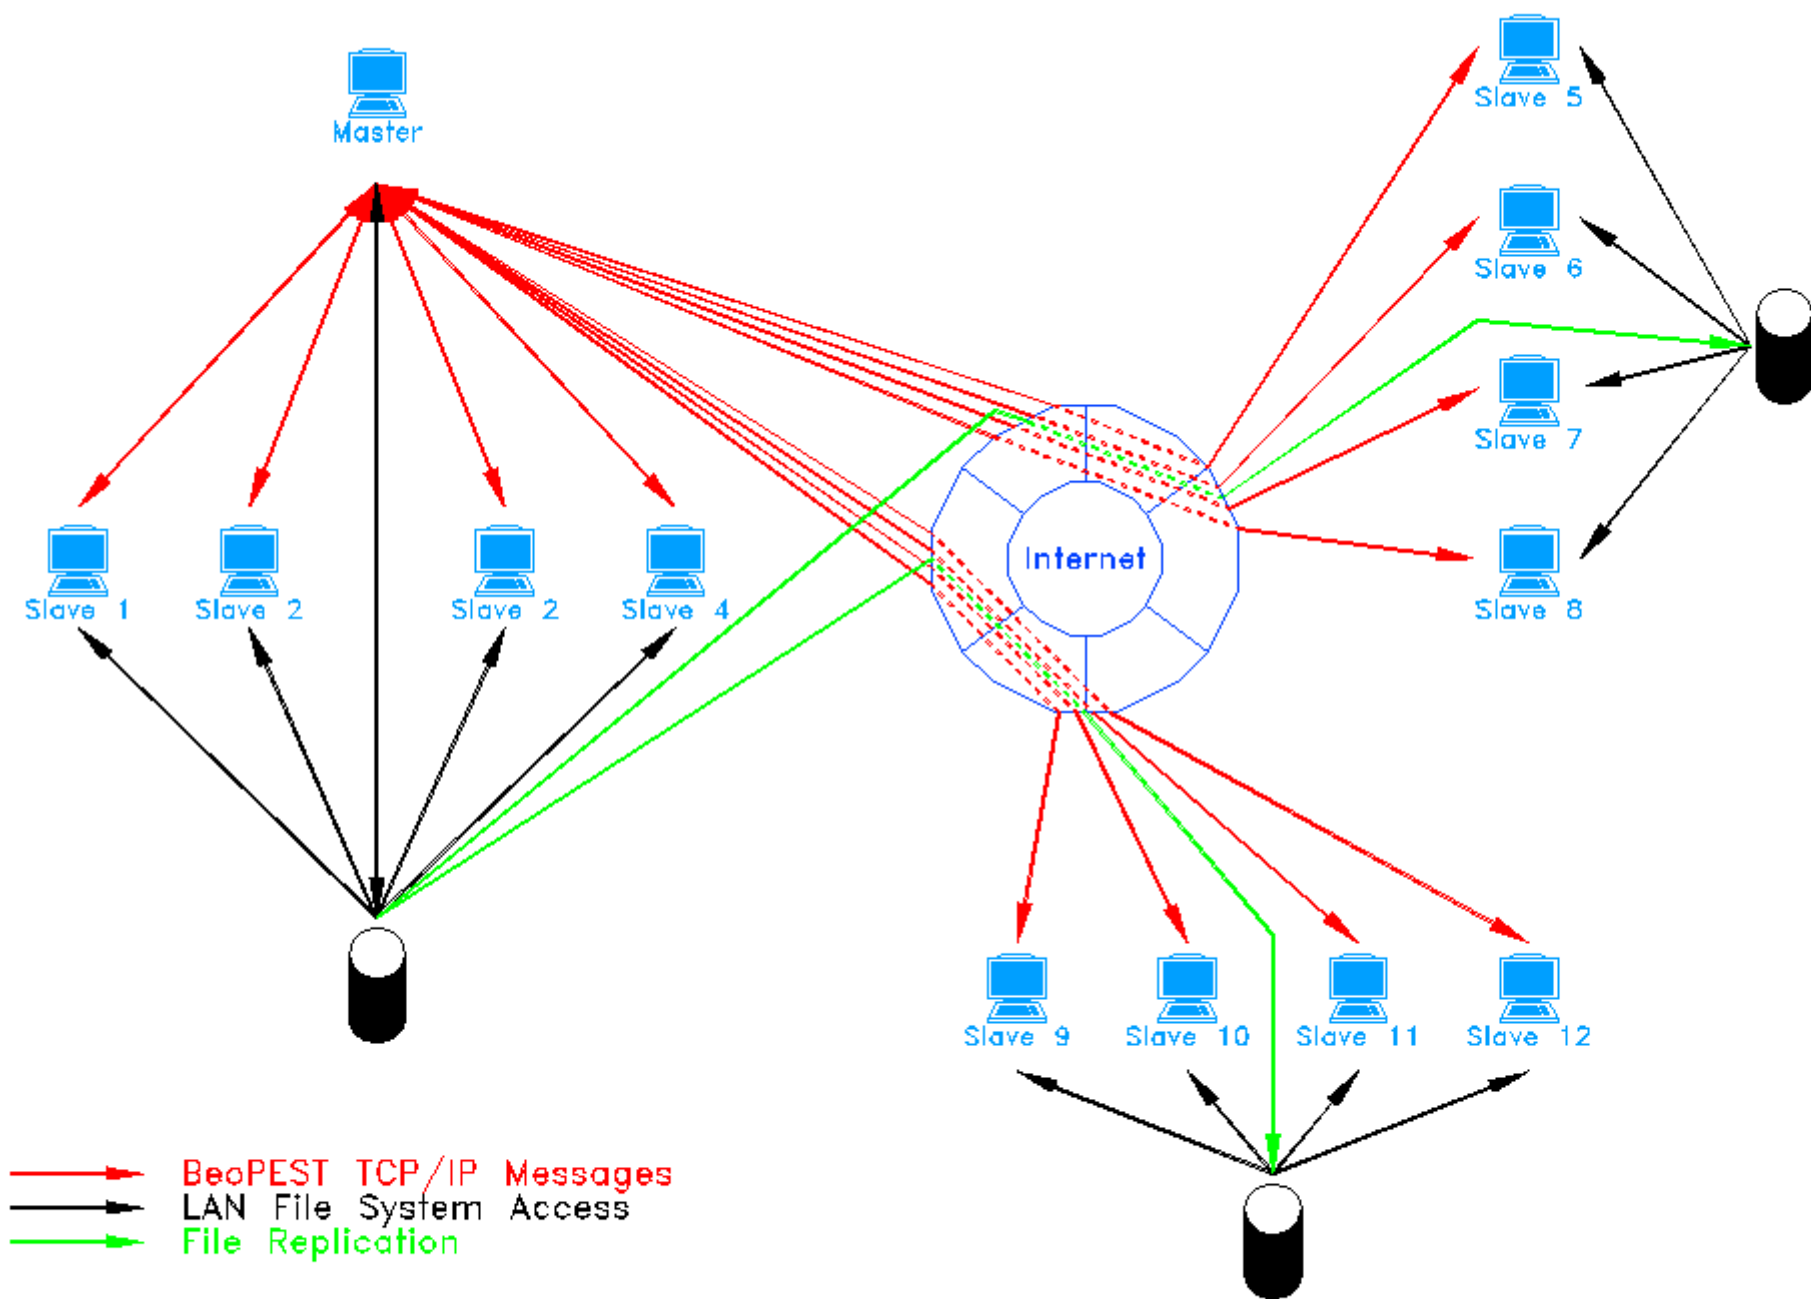 Master
Slave 5
Slave 6
Slave 7
Slave 8
Internet
Slave 1
Slave 2
Slave 2
Slave 4
Slave 9
Slave 10
Slave 11
Slave 12
BeoPEST TCP/IP Messages
LAN File System Access
File Replication